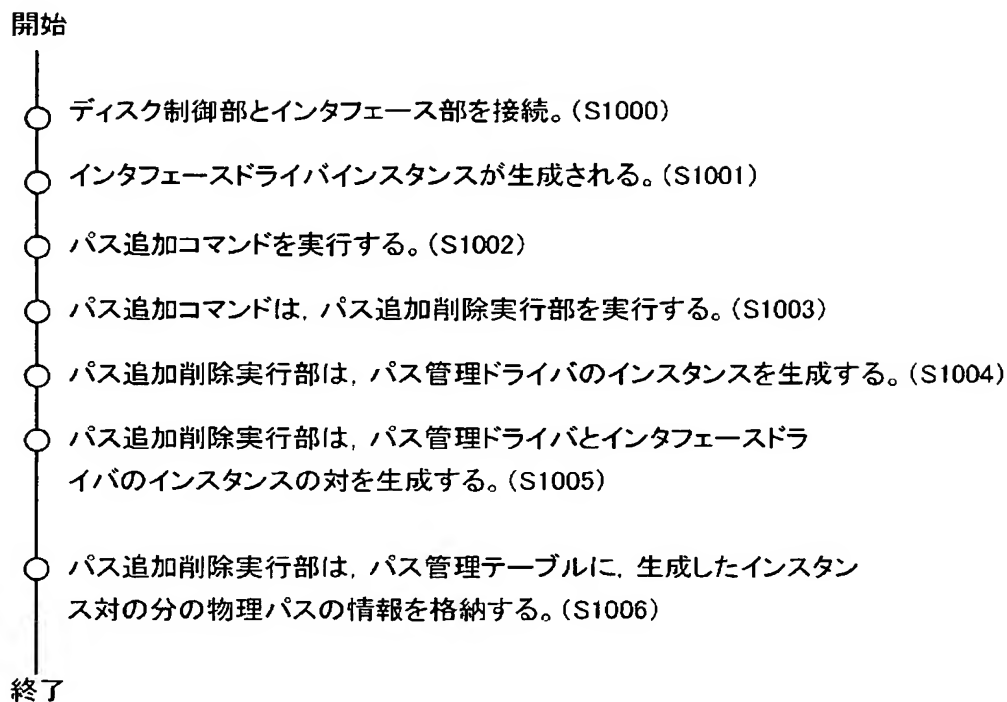 開始
ディスク制御部とインタフェース部を接続。(S1000)
インタフェースドライバインスタンスが生成される。(S1001)
パス追加コマンドを実行する。(S1002)
パス追加コマンドは, パス追加削除実行部を実行する。(S1003)
パス追加削除実行部は, パス管理ドライバのインスタンスを生成する。(S1004)
パス追加削除実行部は, パス管理ドライバとインタフェースドラ
イバのインスタンスの対を生成する。(S1005)
パス追加削除実行部は, パス管理テーブルに, 生成したインスタン
ス対の分の物理パスの情報を格納する。(S1006)
終了